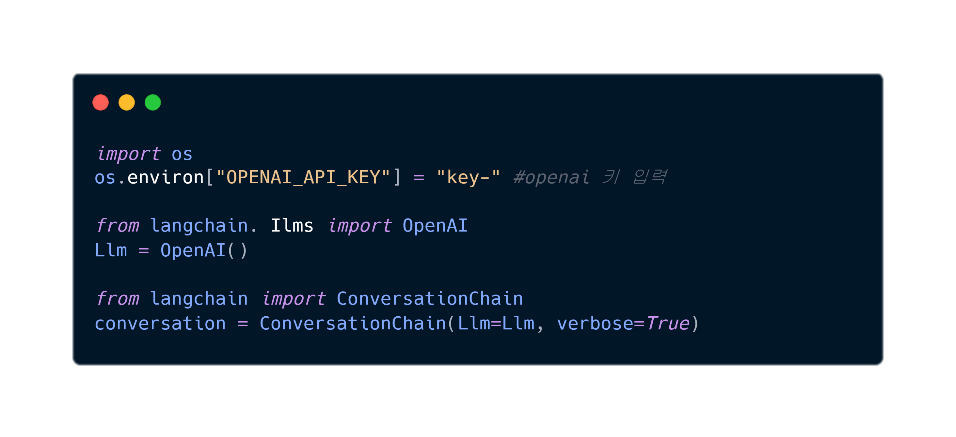 import os
os.environ["OPENAI_API_KEY"] = "key-" #openai 키 입력
from langchain. Ilms import OpenAI
Llm = OpenAI()
from langchain import ConversationChain
conversation = ConversationChain(Llm=Llm, verbose=True)